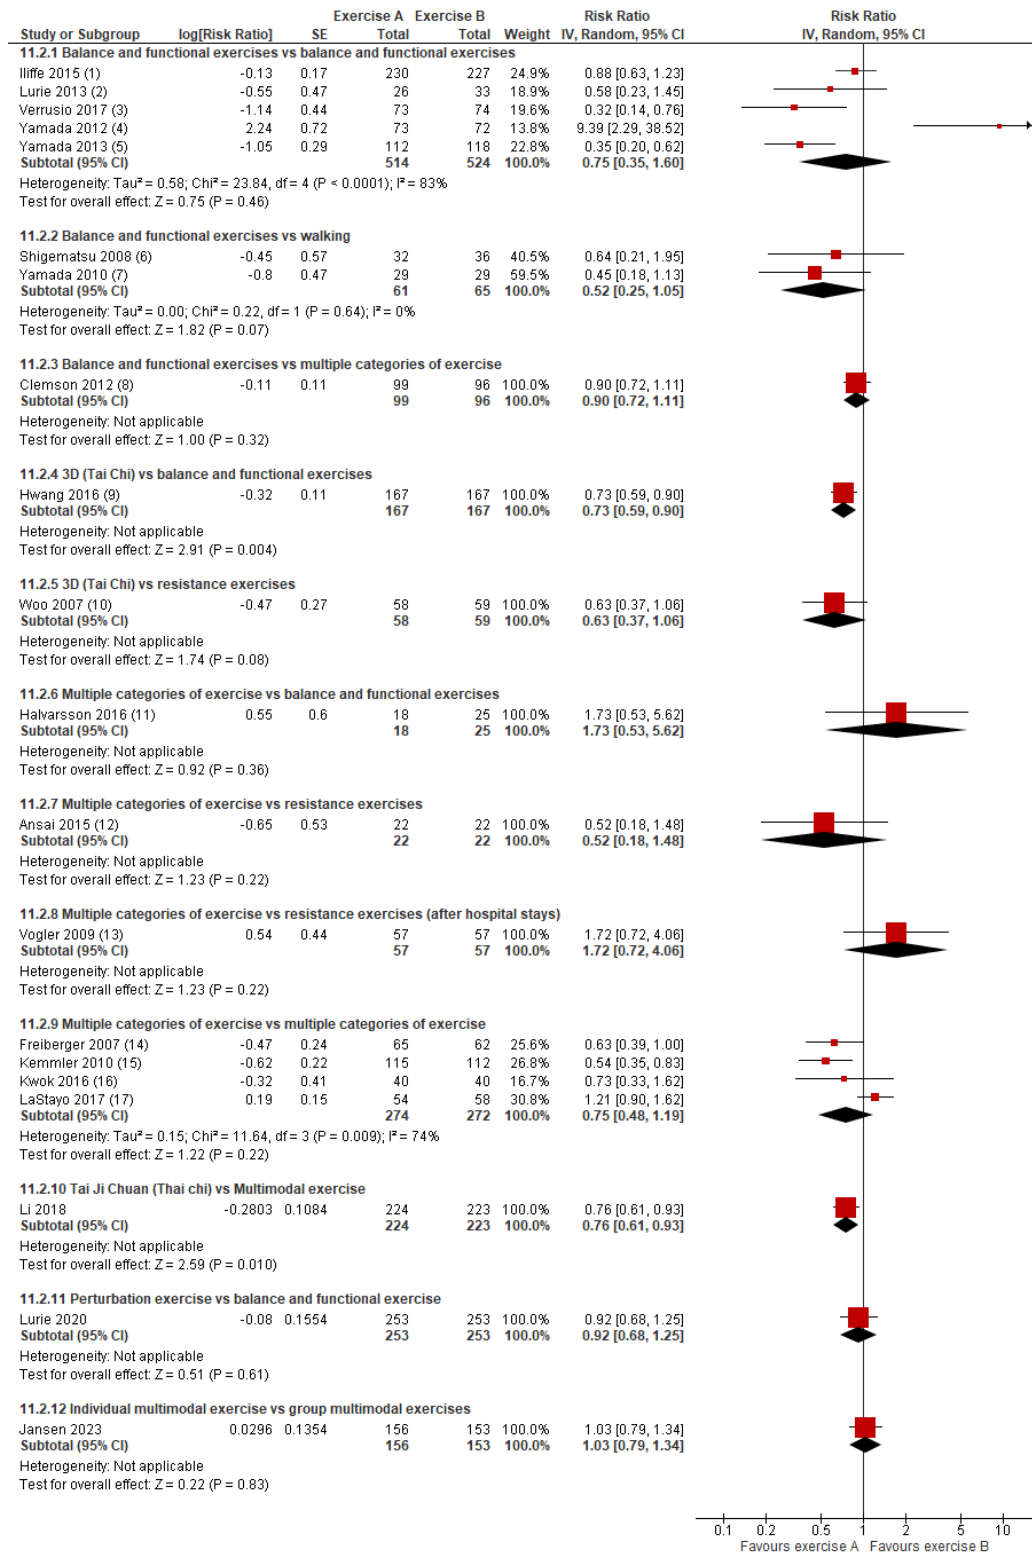 Exercise A Exercise B Risk Ratio Risk Ratio
Study or Subgroup log[Risk Ratio] SE Total Total Weight IV, Random, 95% CI IV, Random, 95% CI
11.2.1 Balance and functional exercises vs balance and functional exercises
Iliffe 2015 (1) -0.13 0.17 230 227 24.9% 0.88 [0.63, 1.23]
Lurie 2013 (2) -0.55 0.47 26 33 18.9% 0.58 [0.23, 1.45]
Verrusio 2017 (3) -1.14 0.44 73 74 19.6% 0.32 [0.14, 0.76]
Yamada 2012 (4) 2.24 0.72 73 72 13.8% 9.39 [2.29, 38.52]
Yamada 2013 (5) -1.05 0.29 112 118 22.8% 0.35 [0.20, 0.62]
Subtotal (95% CI) 514 524 100.0% 0.75 [0.35, 1.60]
Heterogeneity: Tau² = 0.58; Chi² = 23.84, df = 4 (P < 0.0001); I² = 83%
Test for overall effect: Z = 0.75 (P = 0.46)
11.2.2 Balance and functional exercises vs walking
Shigematsu 2008 (6) -0.45 0.57 32 36 40.5% 0.64 [0.21, 1.95]
Yamada 2010 (7) -0.8 0.47 29 29 59.5% 0.45 [0.18, 1.13]
Subtotal (95% CI) 61 65 100.0% 0.52 [0.25, 1.05]
Heterogeneity: Tau² = 0.00; Chi² = 0.22, df = 1 (P = 0.64); I² = 0%
Test for overall effect: Z = 1.82 (P = 0.07)
11.2.3 Balance and functional exercises vs multiple categories of exercise
Clemson 2012 (8) -0.11 0.11 99 96 100.0% 0.90 [0.72, 1.11]
Subtotal (95% CI) 99 96 100.0% 0.90 [0.72, 1.11]
Heterogeneity: Not applicable
Test for overall effect: Z = 1.00 (P = 0.32)
11.2.4 3D (Tai Chi) vs balance and functional exercises
Hwang 2016 (9) -0.32 0.11 167 167 100.0% 0.73 [0.59, 0.90]
Subtotal (95% CI) 167 167 100.0% 0.73 [0.59, 0.90]
Heterogeneity: Not applicable
Test for overall effect: Z = 2.91 (P = 0.004)
11.2.5 3D (Tai Chi) vs resistance exercises
Woo 2007 (10) -0.47 0.27 58 59 100.0% 0.63 [0.37, 1.06]
Subtotal (95% CI) 58 59 100.0% 0.63 [0.37, 1.06]
Heterogeneity: Not applicable
Test for overall effect: Z = 1.74 (P = 0.08)
11.2.6 Multiple categories of exercise vs balance and functional exercises
Halvarsson 2016 (11) 0.55 0.6 18 25 100.0% 1.73 [0.53, 5.62]
Subtotal (95% CI) 18 25 100.0% 1.73 [0.53, 5.62]
Heterogeneity: Not applicable
Test for overall effect: Z = 0.92 (P = 0.36)
11.2.7 Multiple categories of exercise vs resistance exercises
Ansai 2015 (12) -0.65 0.53 22 22 100.0% 0.52 [0.18, 1.48]
Subtotal (95% CI) 22 22 100.0% 0.52 [0.18, 1.48]
Heterogeneity: Not applicable
Test for overall effect: Z = 1.23 (P = 0.22)
11.2.8 Multiple categories of exercise vs resistance exercises (after hospital stays)
Vogler 2009 (13) 0.54 0.44 57 57 100.0% 1.72 [0.72, 4.06]
Subtotal (95% CI) 57 57 100.0% 1.72 [0.72, 4.06]
Heterogeneity: Not applicable
Test for overall effect: Z = 1.23 (P = 0.22)
11.2.9 Multiple categories of exercise vs multiple categories of exercise
Freiberger 2007 (14) -0.47 0.24 65 62 25.6% 0.63 [0.39, 1.00]
Kemmler 2010 (15) -0.62 0.22 115 112 26.8% 0.54 [0.35, 0.83]
Kwok 2016 (16) -0.32 0.41 40 40 16.7% 0.73 [0.33, 1.62]
LaStayo 2017 (17) 0.19 0.15 54 58 30.8% 1.21 [0.90, 1.62]
Subtotal (95% CI) 274 272 100.0% 0.75 [0.48, 1.19]
Heterogeneity: Tau² = 0.15; Chi² = 11.64, df = 3 (P = 0.009); I² = 74%
Test for overall effect: Z = 1.22 (P = 0.22)
11.2.10 Tai Ji Chuan (Thai chi) vs Multimodal exercise
Li 2018 -0.2803 0.1084 224 223 100.0% 0.76 [0.61, 0.93]
Subtotal (95% CI) 224 223 100.0% 0.76 [0.61, 0.93]
Heterogeneity: Not applicable
Test for overall effect: Z = 2.59 (P = 0.010)
11.2.11 Perturbation exercise vs balance and functional exercise
Lurie 2020 -0.08 0.1554 253 253 100.0% 0.92 [0.68, 1.25]
Subtotal (95% CI) 253 253 100.0% 0.92 [0.68, 1.25]
Heterogeneity: Not applicable
Test for overall effect: Z = 0.51 (P = 0.61)
11.2.12 Individual multimodal exercise vs group multimodal exercises
Jansen 2023 0.0296 0.1354 156 153 100.0% 1.03 [0.79, 1.34]
Subtotal (95% CI) 156 153 100.0% 1.03 [0.79, 1.34]
Heterogeneity: Not applicable
Test for overall effect: Z = 0.22 (P = 0.83)
0.1 0.2 0.5 1 2 5 10
Favours exercise A Favours exercise B